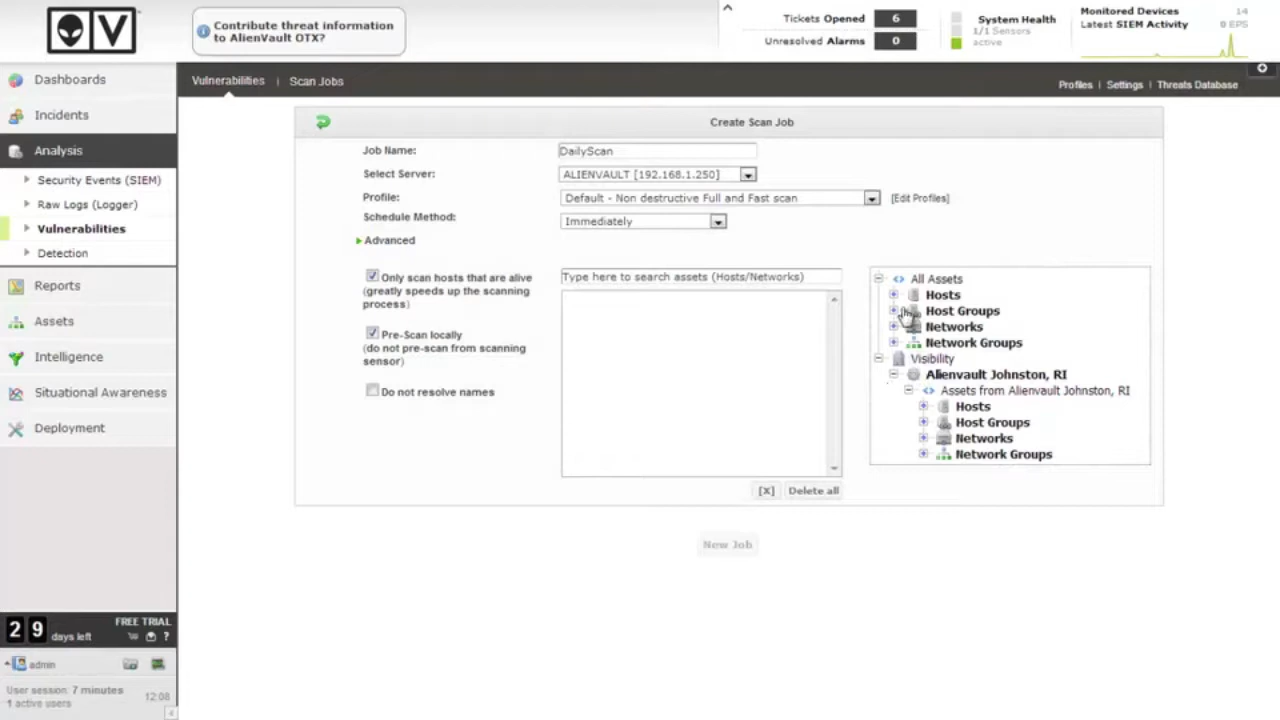 V
Contribute threat information
to AlienVault OTX?
Tickets Opened 6
Unresolved Alarms 0
System Health
1/1 Sensors
active
Monitored Devices 14
Latest SIEM Activity 0 EPS
Dashboards
Incidents
Analysis
Security Events (SIEM)
Raw Logs (Logger)
Vulnerabilities
Detection
Reports
Assets
Intelligence
Situational Awareness
Deployment
29 days left
FREE TRIAL
?
admin
User session: 7 minutes
1 active users
12:08
Vulnerabilities | Scan Jobs
Profiles | Settings | Threats Database
Create Scan Job
Job Name: DailyScan
Select Server: ALIENVAULT [192.168.1.250]
Profile: Default - Non destructive Full and Fast scan [Edit Profiles]
Schedule Method: Immediately
Advanced
Only scan hosts that are alive
(greatly speeds up the scanning
process)
Pre-Scan locally
(do not pre-scan from scanning
sensor)
Do not resolve names
Type here to search assets (Hosts/Networks)
[X] Delete all
All Assets
Hosts
Host Groups
Networks
Network Groups
Visibility
Alienvault Johnston, RI
Assets from Alienvault Johnston, RI
Hosts
Host Groups
Networks
Network Groups
New Job